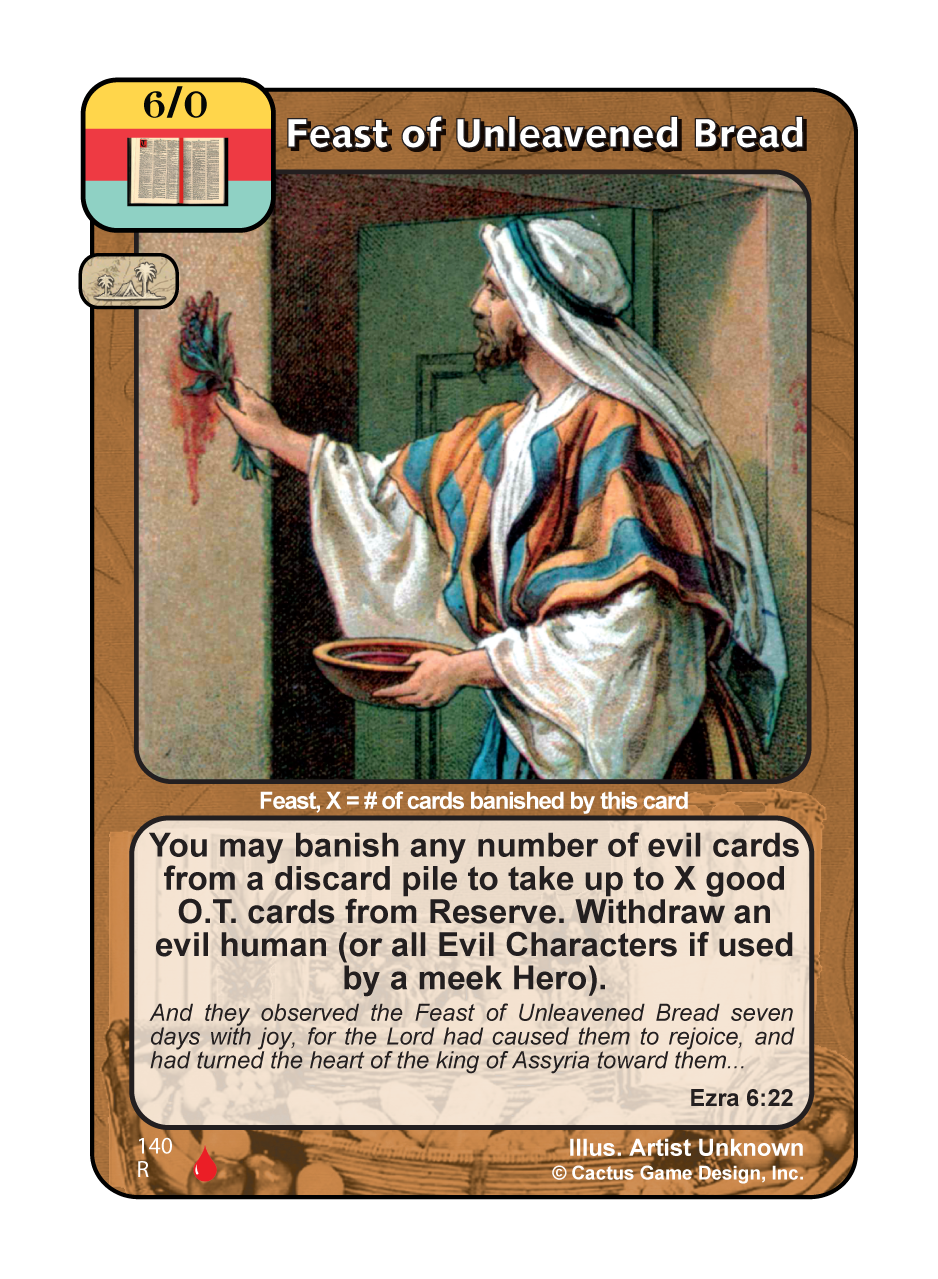 6/0
Feast of Unleavened Bread
Feast, X = # of cards banished by this card
You may banish any number of evil cards
from a discard pile to take up to X good
O.T. cards from Reserve. Withdraw an
evil human (or all Evil Characters if used
by a meek Hero).
And they observed the Feast of Unleavened Bread seven
days with joy, for the Lord had caused them to rejoice, and
had turned the heart of the king of Assyria toward them...
Ezra 6:22
140
R
Illus. Artist Unknown
© Cactus Game Design, Inc.